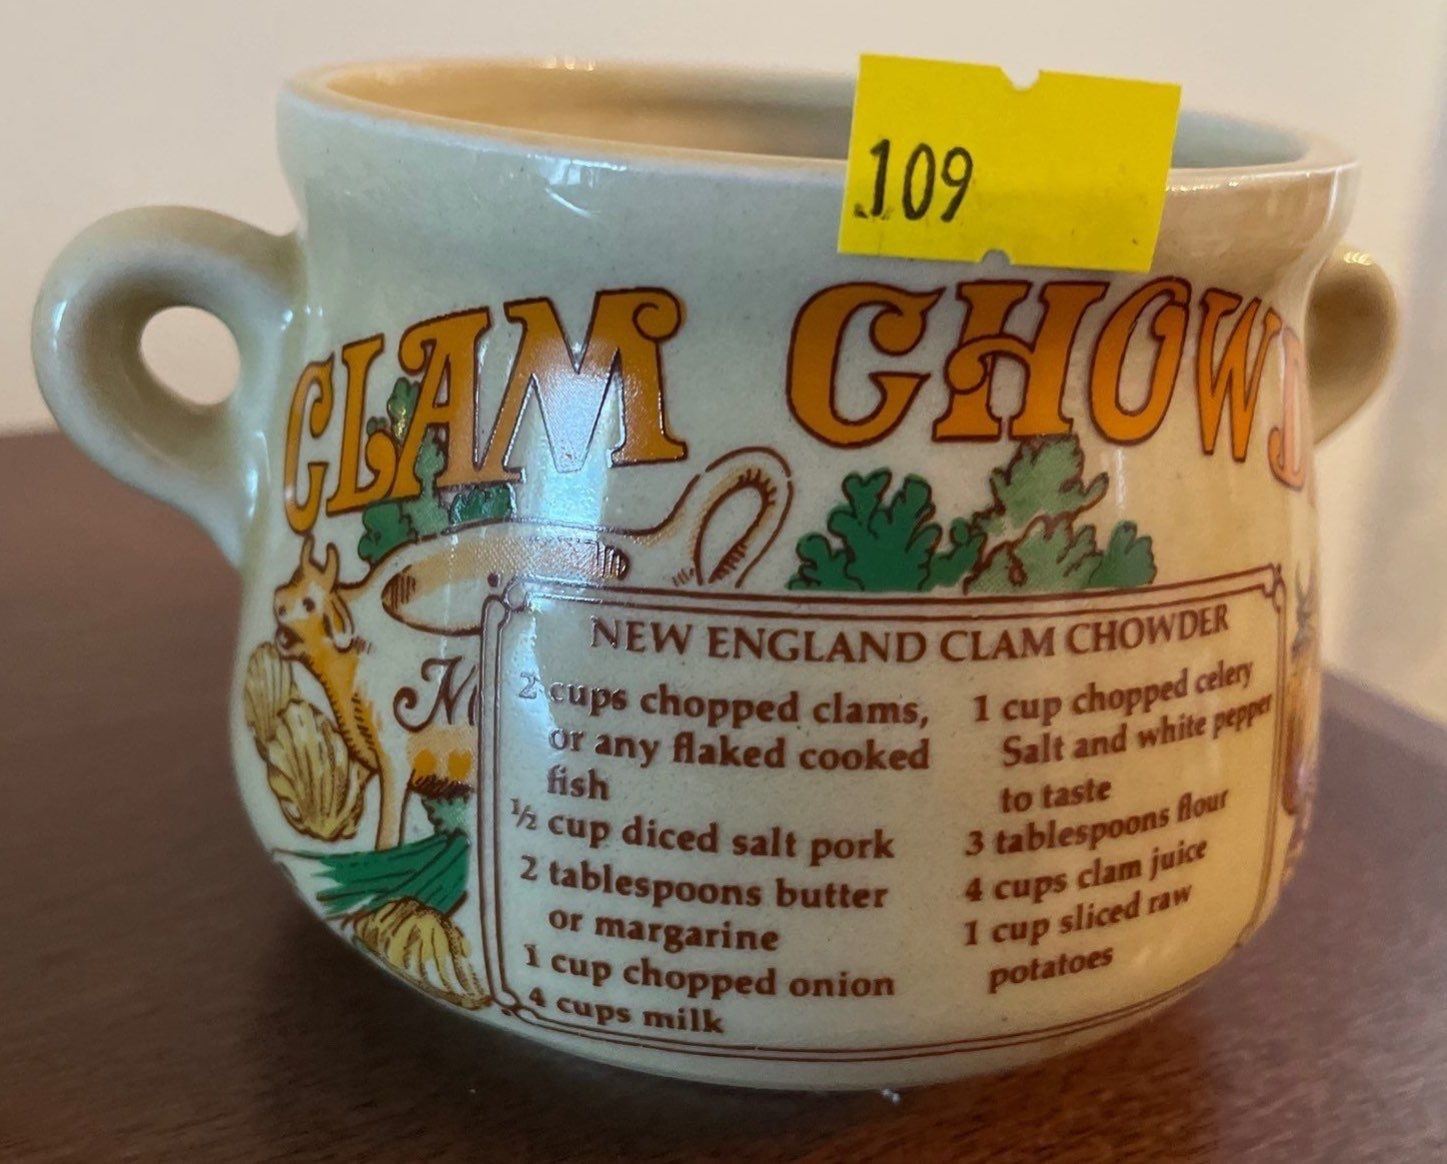 109
CLAM CHOWD
M
NEW ENGLAND CLAM CHOWDER
2 cups chopped clams,
or any flaked cooked
fish
½ cup diced salt pork
2 tablespoons butter
or margarine
1 cup chopped onion
4 cups milk
1 cup chopped celery
Salt and white pepper
to taste
3 tablespoons flour
4 cups clam juice
1 cup sliced raw
potatoes